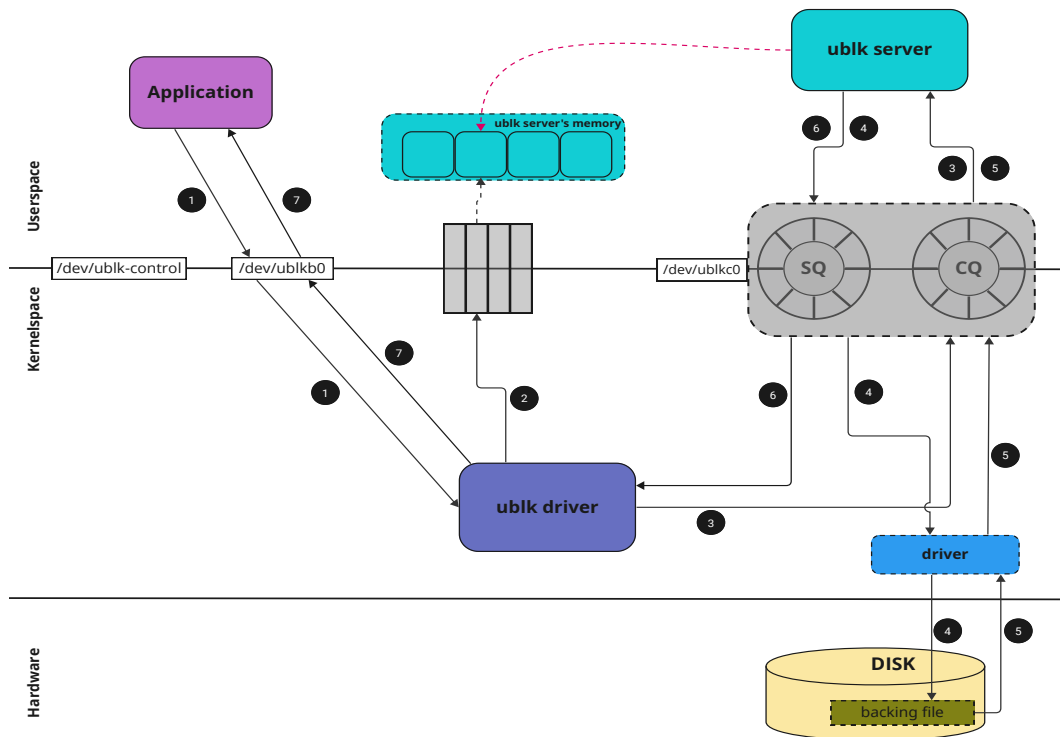 ublk server
Application
ublk server's memory
6
4
3
5
1
7
Userspace
/dev/ublk-control
/dev/ublkb0
/dev/ublkc0
SQ
CQ
Kernelspace
7
1
2
6
4
5
ublk driver
3
driver
4
5
Hardware
DISK
backing file